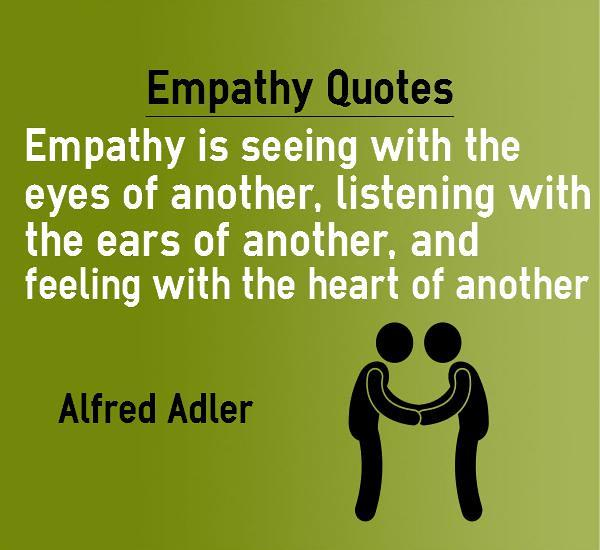 Empathy Quotes
Empathy is seeing with the
eyes of another, listening with
the ears of another, and
feeling with the heart of another
Alfred Adler